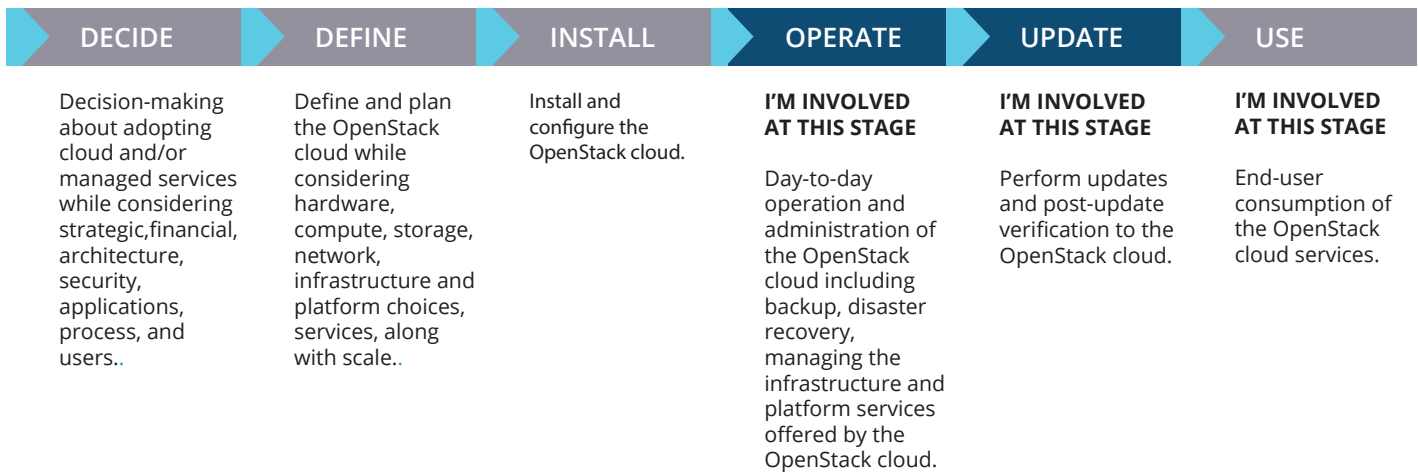 DECIDE
DEFINE
INSTALL
OPERATE
UPDATE
USE
Decision-making
about adopting
cloud and/or
managed services
while considering
strategic,financial,
architecture,
security,
applications,
process, and
users..
Define and plan
the OpenStack
cloud while
considering
hardware,
compute, storage,
network,
infrastructure and
platform choices,
services, along
with scale..
Install and
configure the
OpenStack cloud.
I'M INVOLVED
AT THIS STAGE
Day-to-day
operation and
administration of
the OpenStack
cloud including
backup, disaster
recovery,
managing the
infrastructure and
platform services
offered by the
OpenStack cloud.
I'M INVOLVED
AT THIS STAGE
Perform updates
and post-update
verification to the
OpenStack cloud.
I'M INVOLVED
AT THIS STAGE
End-user
consumption of
the OpenStack
cloud services.